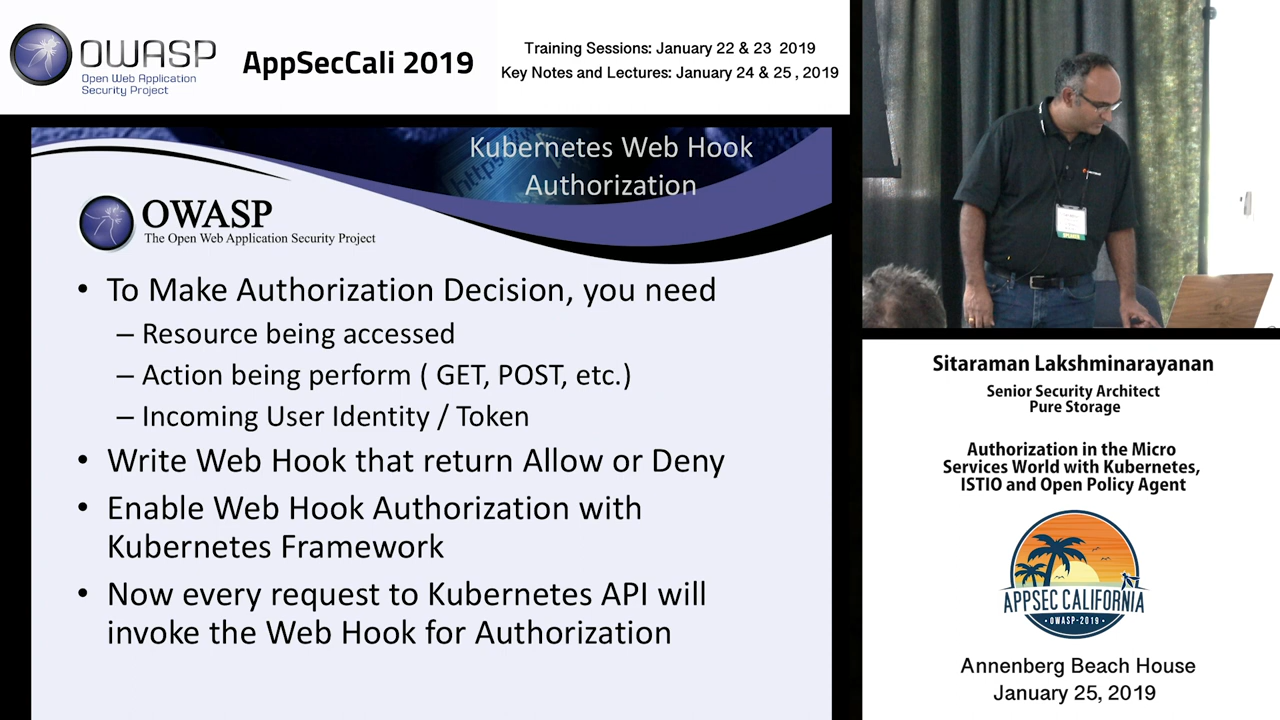 OWASP
Open Web Application
Security Project
AppSecCali 2019
Training Sessions: January 22 & 23 2019
Key Notes and Lectures: January 24 & 25 , 2019
Kubernetes Web Hook
Authorization
OWASP
The Open Web Application Security Project
• To Make Authorization Decision, you need
– Resource being accessed
– Action being perform ( GET, POST, etc.)
– Incoming User Identity / Token
• Write Web Hook that return Allow or Deny
• Enable Web Hook Authorization with
Kubernetes Framework
• Now every request to Kubernetes API will
invoke the Web Hook for Authorization
Sitaraman Lakshminarayanan
Senior Security Architect
Pure Storage
Authorization in the Micro
Services World with Kubernetes,
ISTIO and Open Policy Agent
APPSEC CALIFORNIA
• OWASP-2019 •
Annenberg Beach House
January 25, 2019